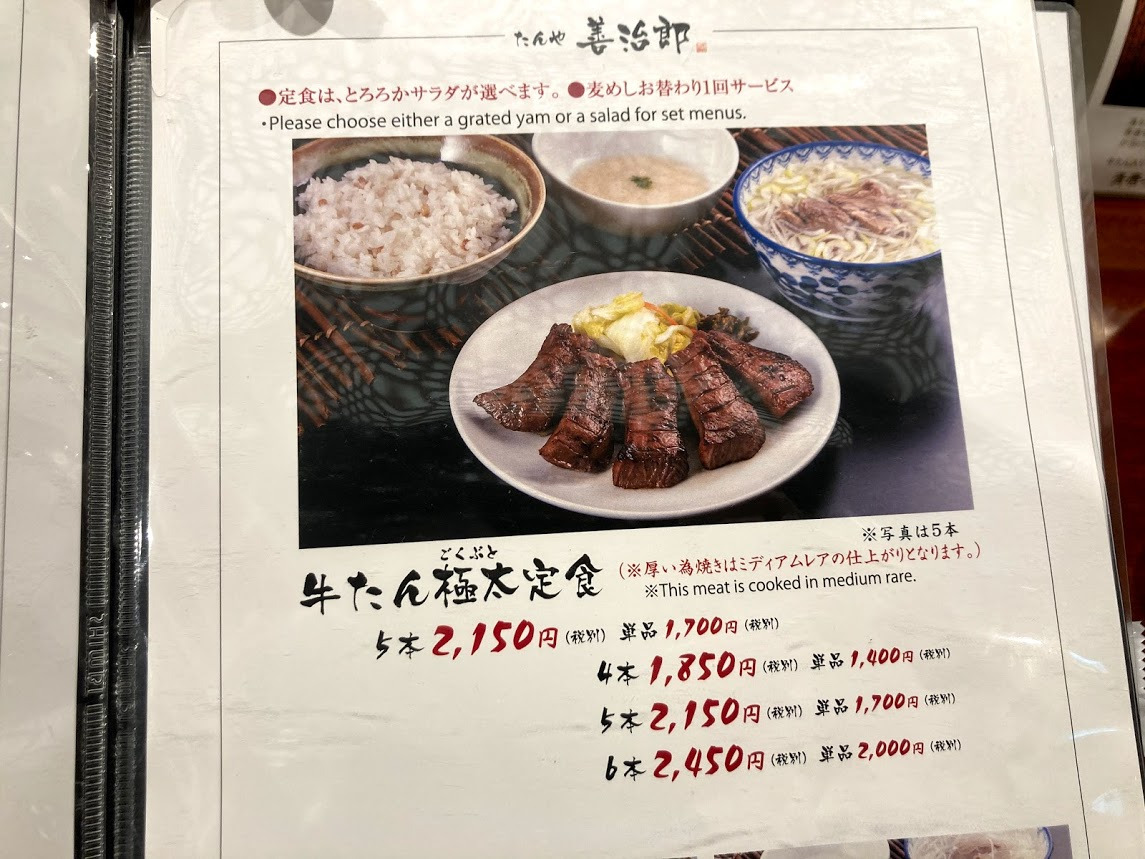 たんや 善治郎
●定食は、とろろかサラダが選べます。●麦めしお替わり1回サービス
・Please choose either a grated yam or a salad for set menus.
※写真は5本
ごくぶと
牛たん極太定食
(※厚い為焼きはミディアムレアの仕上がりとなります。)
※This meat is cooked in medium rare.
5本 2,150円(税別) 単品 1,700円(税別)
4本 1,850円(税別) 単品 1,400円(税別)
5本 2,150円(税別) 単品 1,700円(税別)
6本 2,450円(税別) 単品 2,000円(税別)